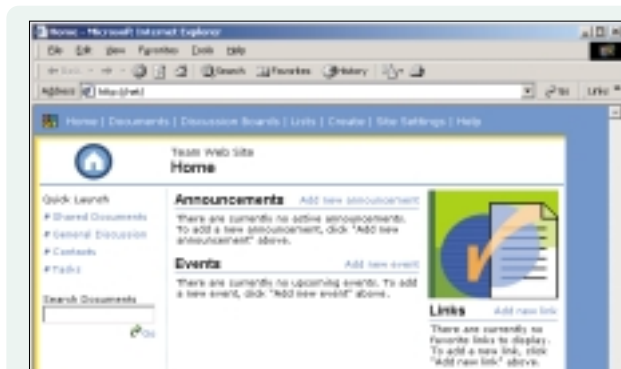 Home - Microsoft Internet Explorer
File Edit View Favorites Tools Help
Back Search Favorites History
Address http://wt/ Go Links
Home | Documents | Discussion Boards | Lists | Create | Site Settings | Help
Team Web Site
Home
Quick Launch
Shared Documents
General Discussion
Contacts
Tasks
Search Documents
Go
Announcements Add new announcement
There are currently no active announcements.
To add a new announcement, click "Add new
announcement" above.
Events Add new event
There are currently no upcoming events. To add
a new event, click "Add new event" above.
Links Add new link
There are currently no
favorite links to display.
To add a new link, click
"Add new link" above.